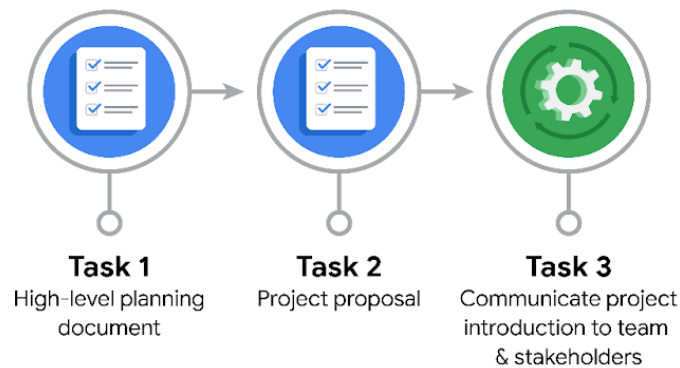 Task 1
High-level planning
document
Task 2
Project proposal
Task 3
Communicate project
introduction to team
& stakeholders